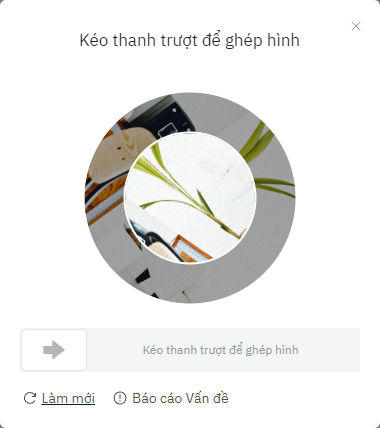 Kéo thanh trượt để ghép hình
Kéo thanh trượt để ghép hình
Làm mới
Báo cáo Vấn đề